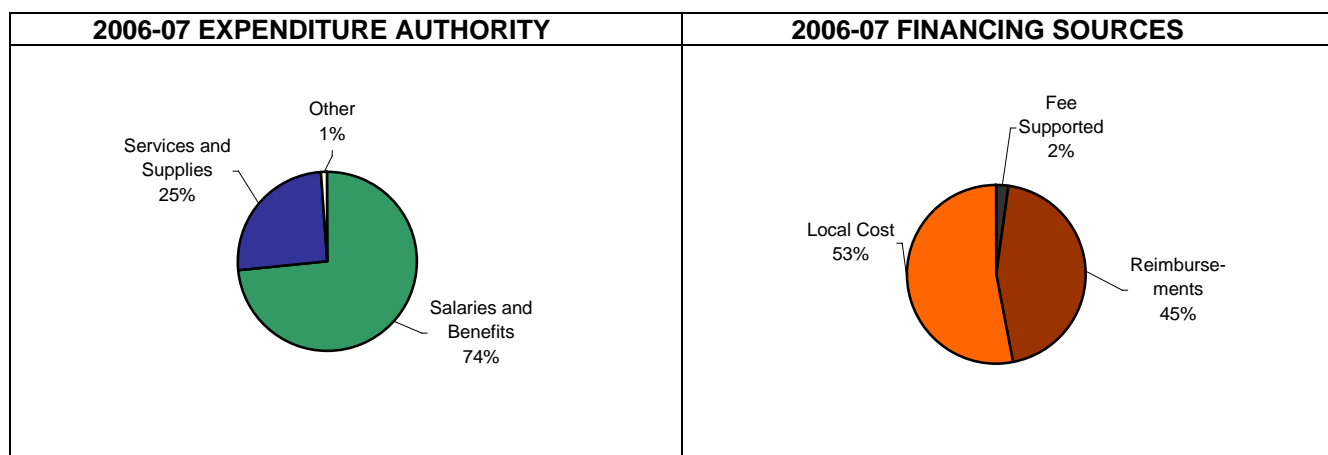 2006-07 EXPENDITURE AUTHORITY
Other
1%
Services and
Supplies
25%
Salaries and
Benefits
74%
2006-07 FINANCING SOURCES
Fee
Supported
2%
Local Cost
53%
Reimburse-
ments
45%